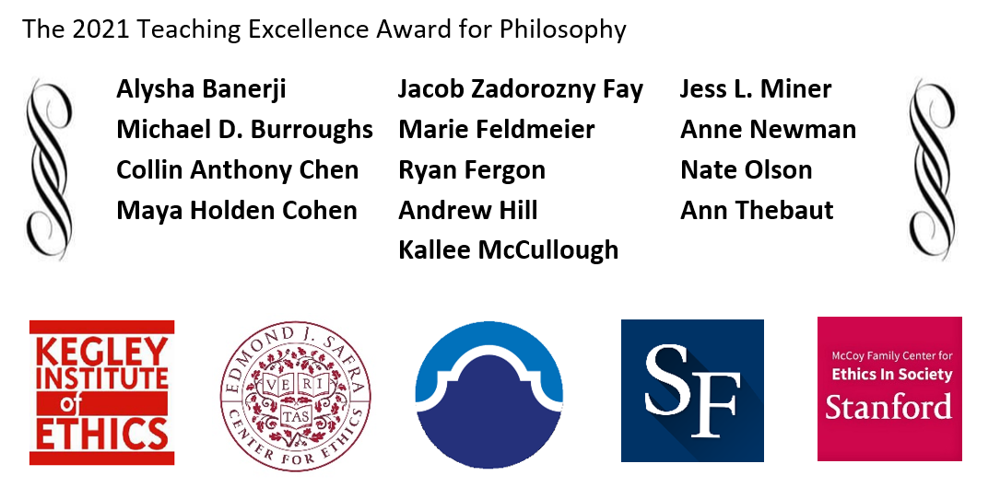 The 2021 Teaching Excellence Award for Philosophy
Alysha Banerji
Michael D. Burroughs
Collin Anthony Chen
Maya Holden Cohen
Jacob Zadorozny Fay
Marie Feldmeier
Ryan Fergon
Andrew Hill
Kallee McCullough
Jess L. Miner
Anne Newman
Nate Olson
Ann Thebaut
KEGLEY
INSTITUTE
of
ETHICS
EDMOND J. SAFRA
VE RI
TAS
CENTER FOR ETHICS
SF
McCoy Family Center for
Ethics In Society
Stanford